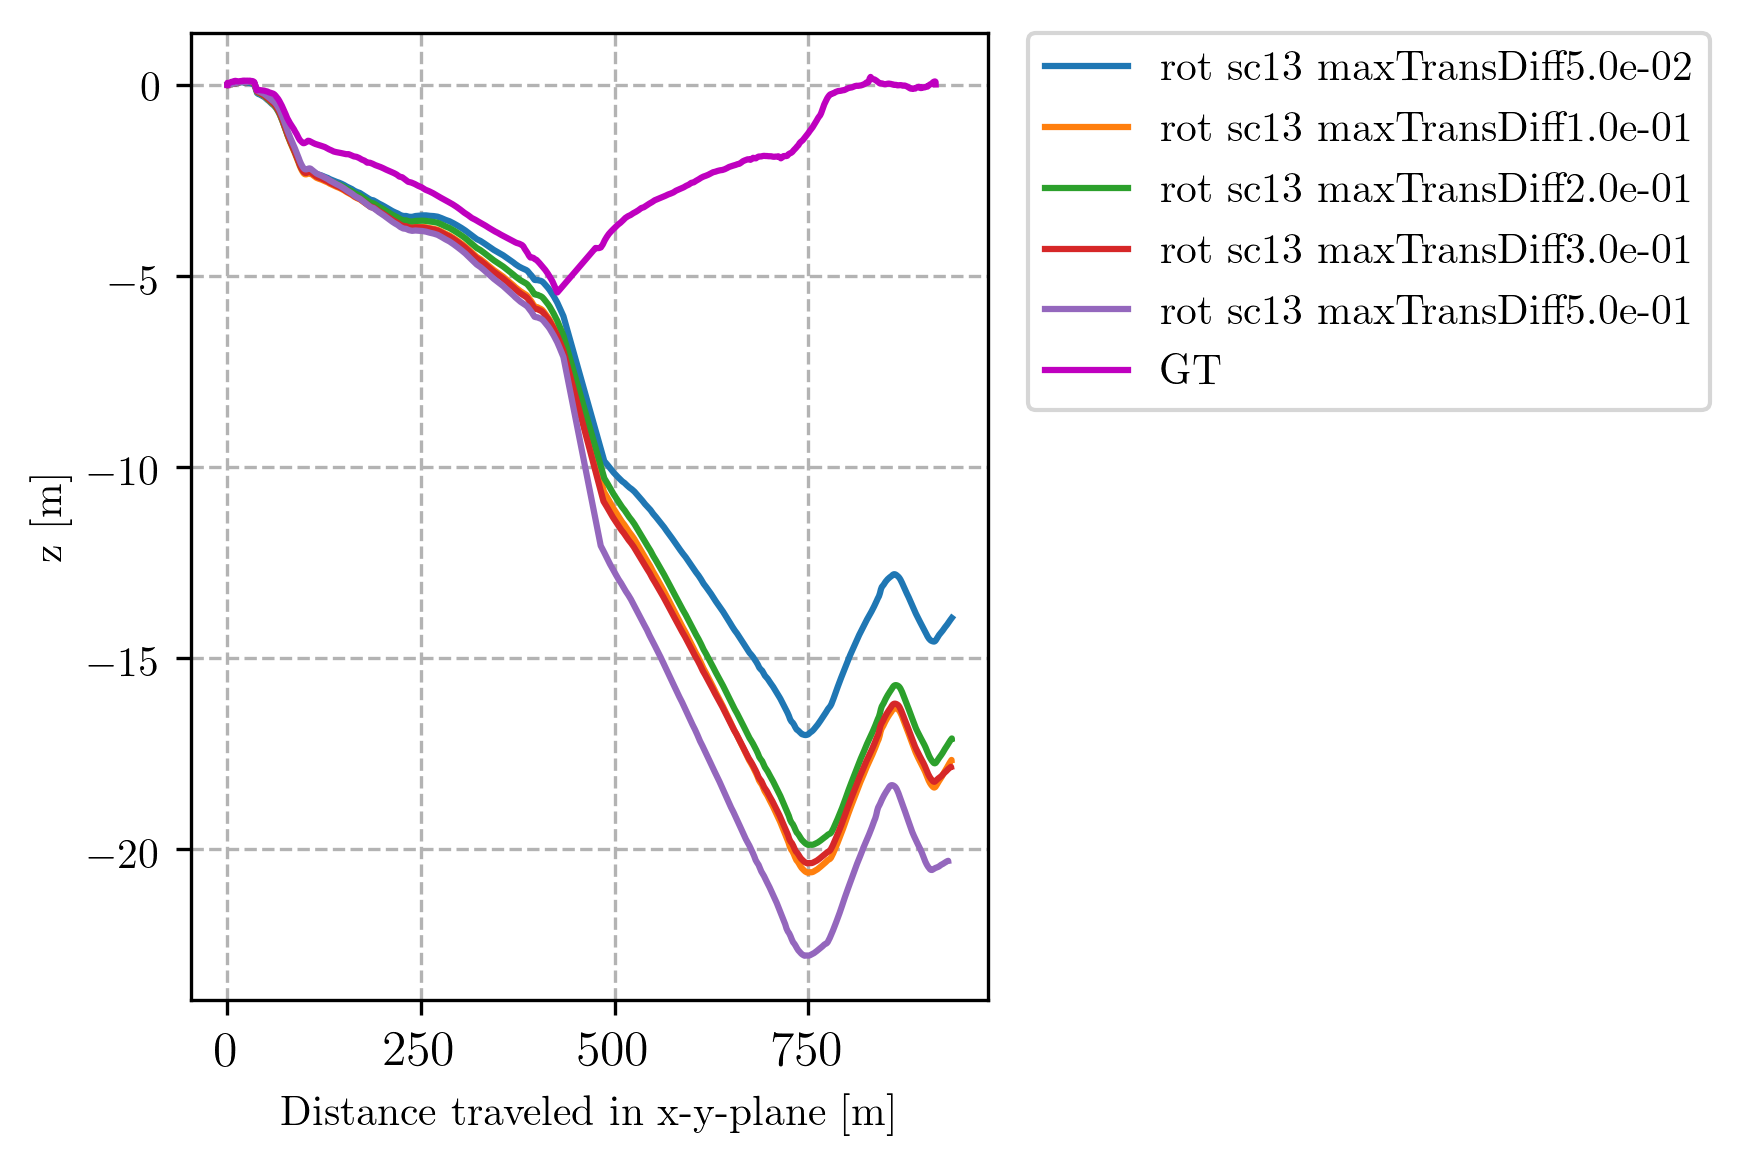 0
−5
−10
−15
−20
z [m]
0 250 500 750
Distance traveled in x-y-plane [m]
rot sc13 maxTransDiff5.0e-02
rot sc13 maxTransDiff1.0e-01
rot sc13 maxTransDiff2.0e-01
rot sc13 maxTransDiff3.0e-01
rot sc13 maxTransDiff5.0e-01
GT